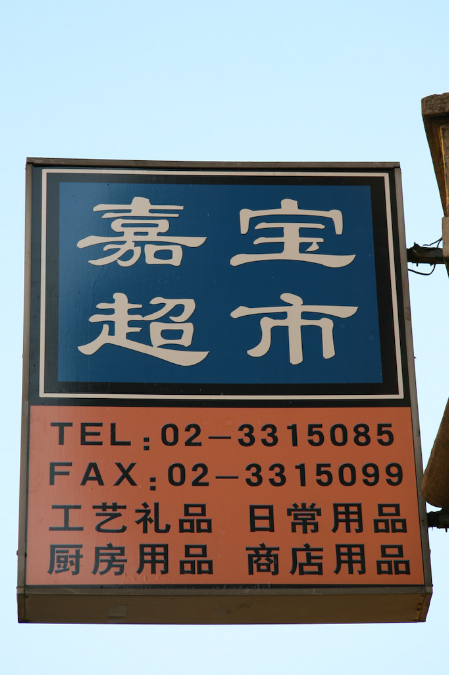 嘉宝
超市
TEL:02-3315085
FAX:02-3315099
工艺礼品 日常用品
厨房用品 商店用品